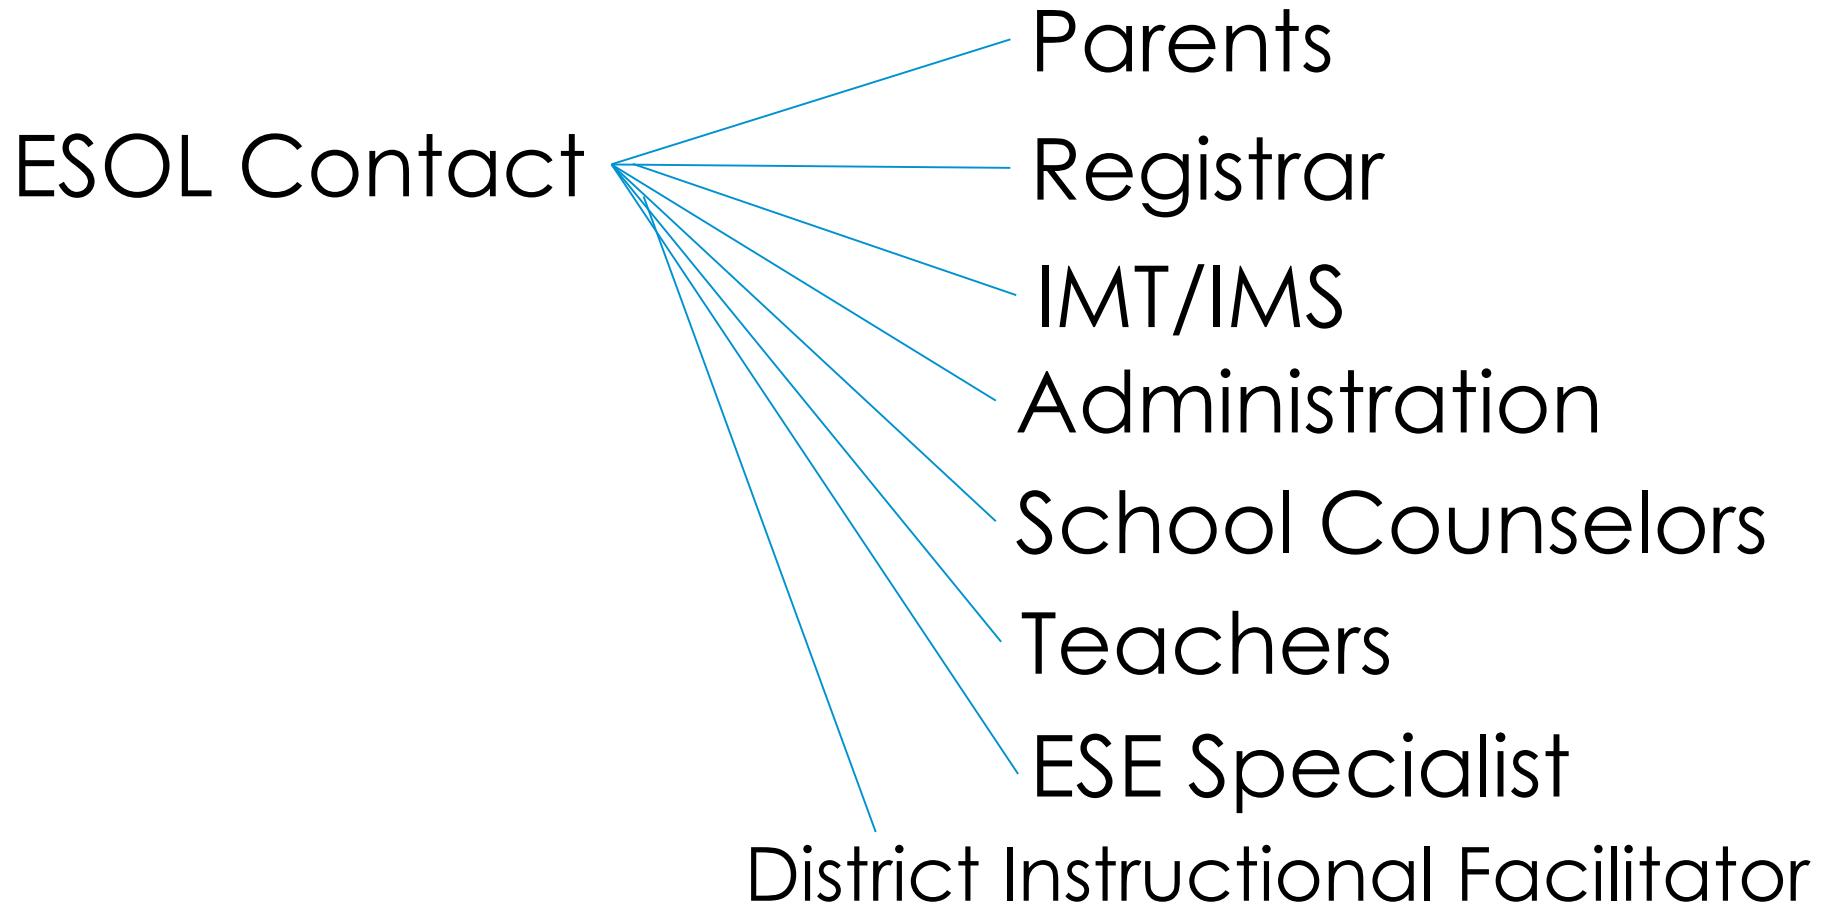 Parents
ESOL Contact
Registrar
IMT/IMS
Administration
School Counselors
Teachers
ESE Specialist
District Instructional Facilitator